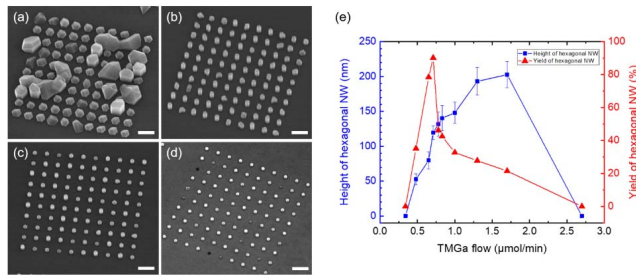 (a)
(b)
(c)
(d)
(e)
Height of hexagonal NW
Yield of hexagonal NW
Height of hexagonal NW (nm)
250
200
150
100
50
0
0.0 0.5 1.0 1.5 2.0 2.5 3.0
TMGa flow (μmol/min)
100
80
60
40
20
0
Yield of hexagonal NW (%)